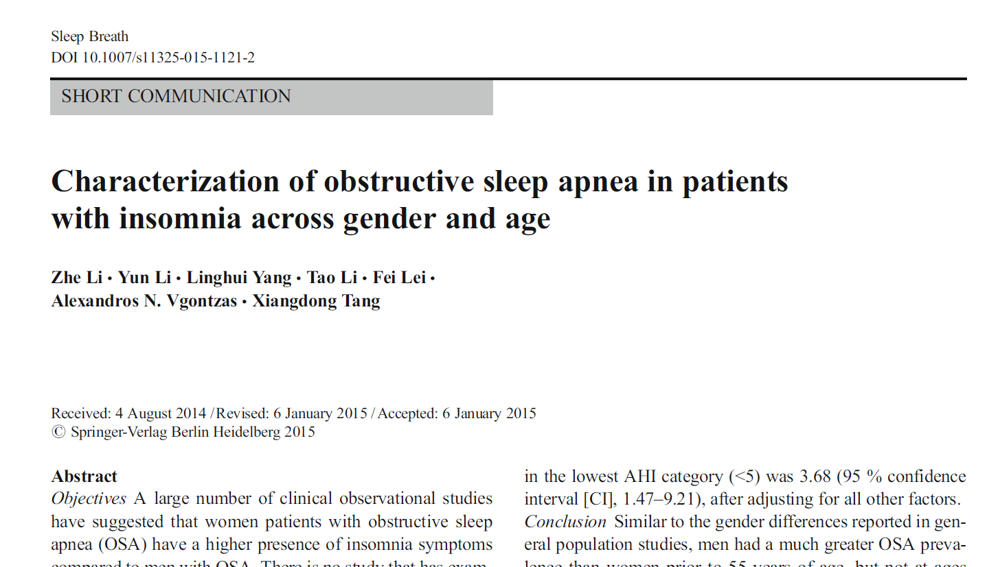 Sleep Breath
DOI 10.1007/s11325-015-1121-2
SHORT COMMUNICATION
Characterization of obstructive sleep apnea in patients
with insomnia across gender and age
Zhe Li • Yun Li • Linghui Yang • Tao Li • Fei Lei •
Alexandros N. Vgontzas • Xiangdong Tang
Received: 4 August 2014 / Revised: 6 January 2015 / Accepted: 6 January 2015
© Springer-Verlag Berlin Heidelberg 2015
Abstract
Objectives A large number of clinical observational studies
have suggested that women patients with obstructive sleep
apnea (OSA) have a higher presence of insomnia symptoms
compared to men with OSA. There is no study that has exam-
in the lowest AHI category (<5) was 3.68 (95 % confidence
interval [CI], 1.47–9.21), after adjusting for all other factors.
Conclusion Similar to the gender differences reported in gen-
eral population studies, men had a much greater OSA preva-
lence than women prior to 55 years of age, but not at ages